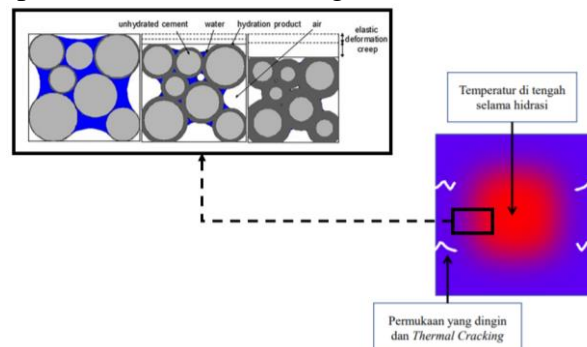 unhydrated cement
water
hydration product
air
elastic
deformation
creep
Temperatur di tengah
selama hidrasi
Permukaan yang dingin
dan Thermal Cracking